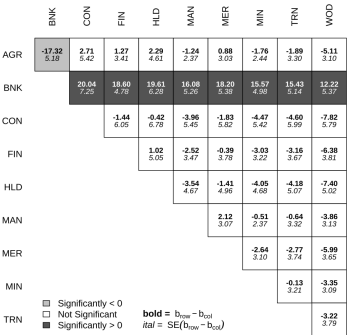 BNK CON FIN HLD MAN MER MIN TRN WOD
AGR -17.32 2.71 1.27 2.29 -1.24 0.88 -1.76 -1.89 -5.11
5.18 5.42 3.41 4.61 2.37 3.03 2.44 3.30 3.10
BNK 20.04 18.60 19.61 16.08 18.20 15.57 15.43 12.22
7.25 4.78 6.28 5.26 5.38 4.98 5.14 5.37
CON -1.44 -0.42 -3.96 -1.83 -4.47 -4.60 -7.82
6.05 6.78 5.45 5.82 5.42 5.99 5.79
FIN 1.02 -2.52 -0.39 -3.03 -3.16 -6.38
5.05 3.47 3.78 3.22 3.67 3.81
HLD -3.54 -1.41 -4.05 -4.18 -7.40
4.67 4.96 4.68 5.07 5.02
MAN 2.12 -0.51 -0.64 -3.86
3.07 2.37 3.32 3.13
MER -2.64 -2.77 -5.99
3.10 3.74 3.65
MIN -0.13 -3.35
3.21 3.09
TRN -3.22
3.79
Significantly < 0
Not Significant
Significantly > 0
bold = b_row − b_col
ital = SE(b_row − b_col)